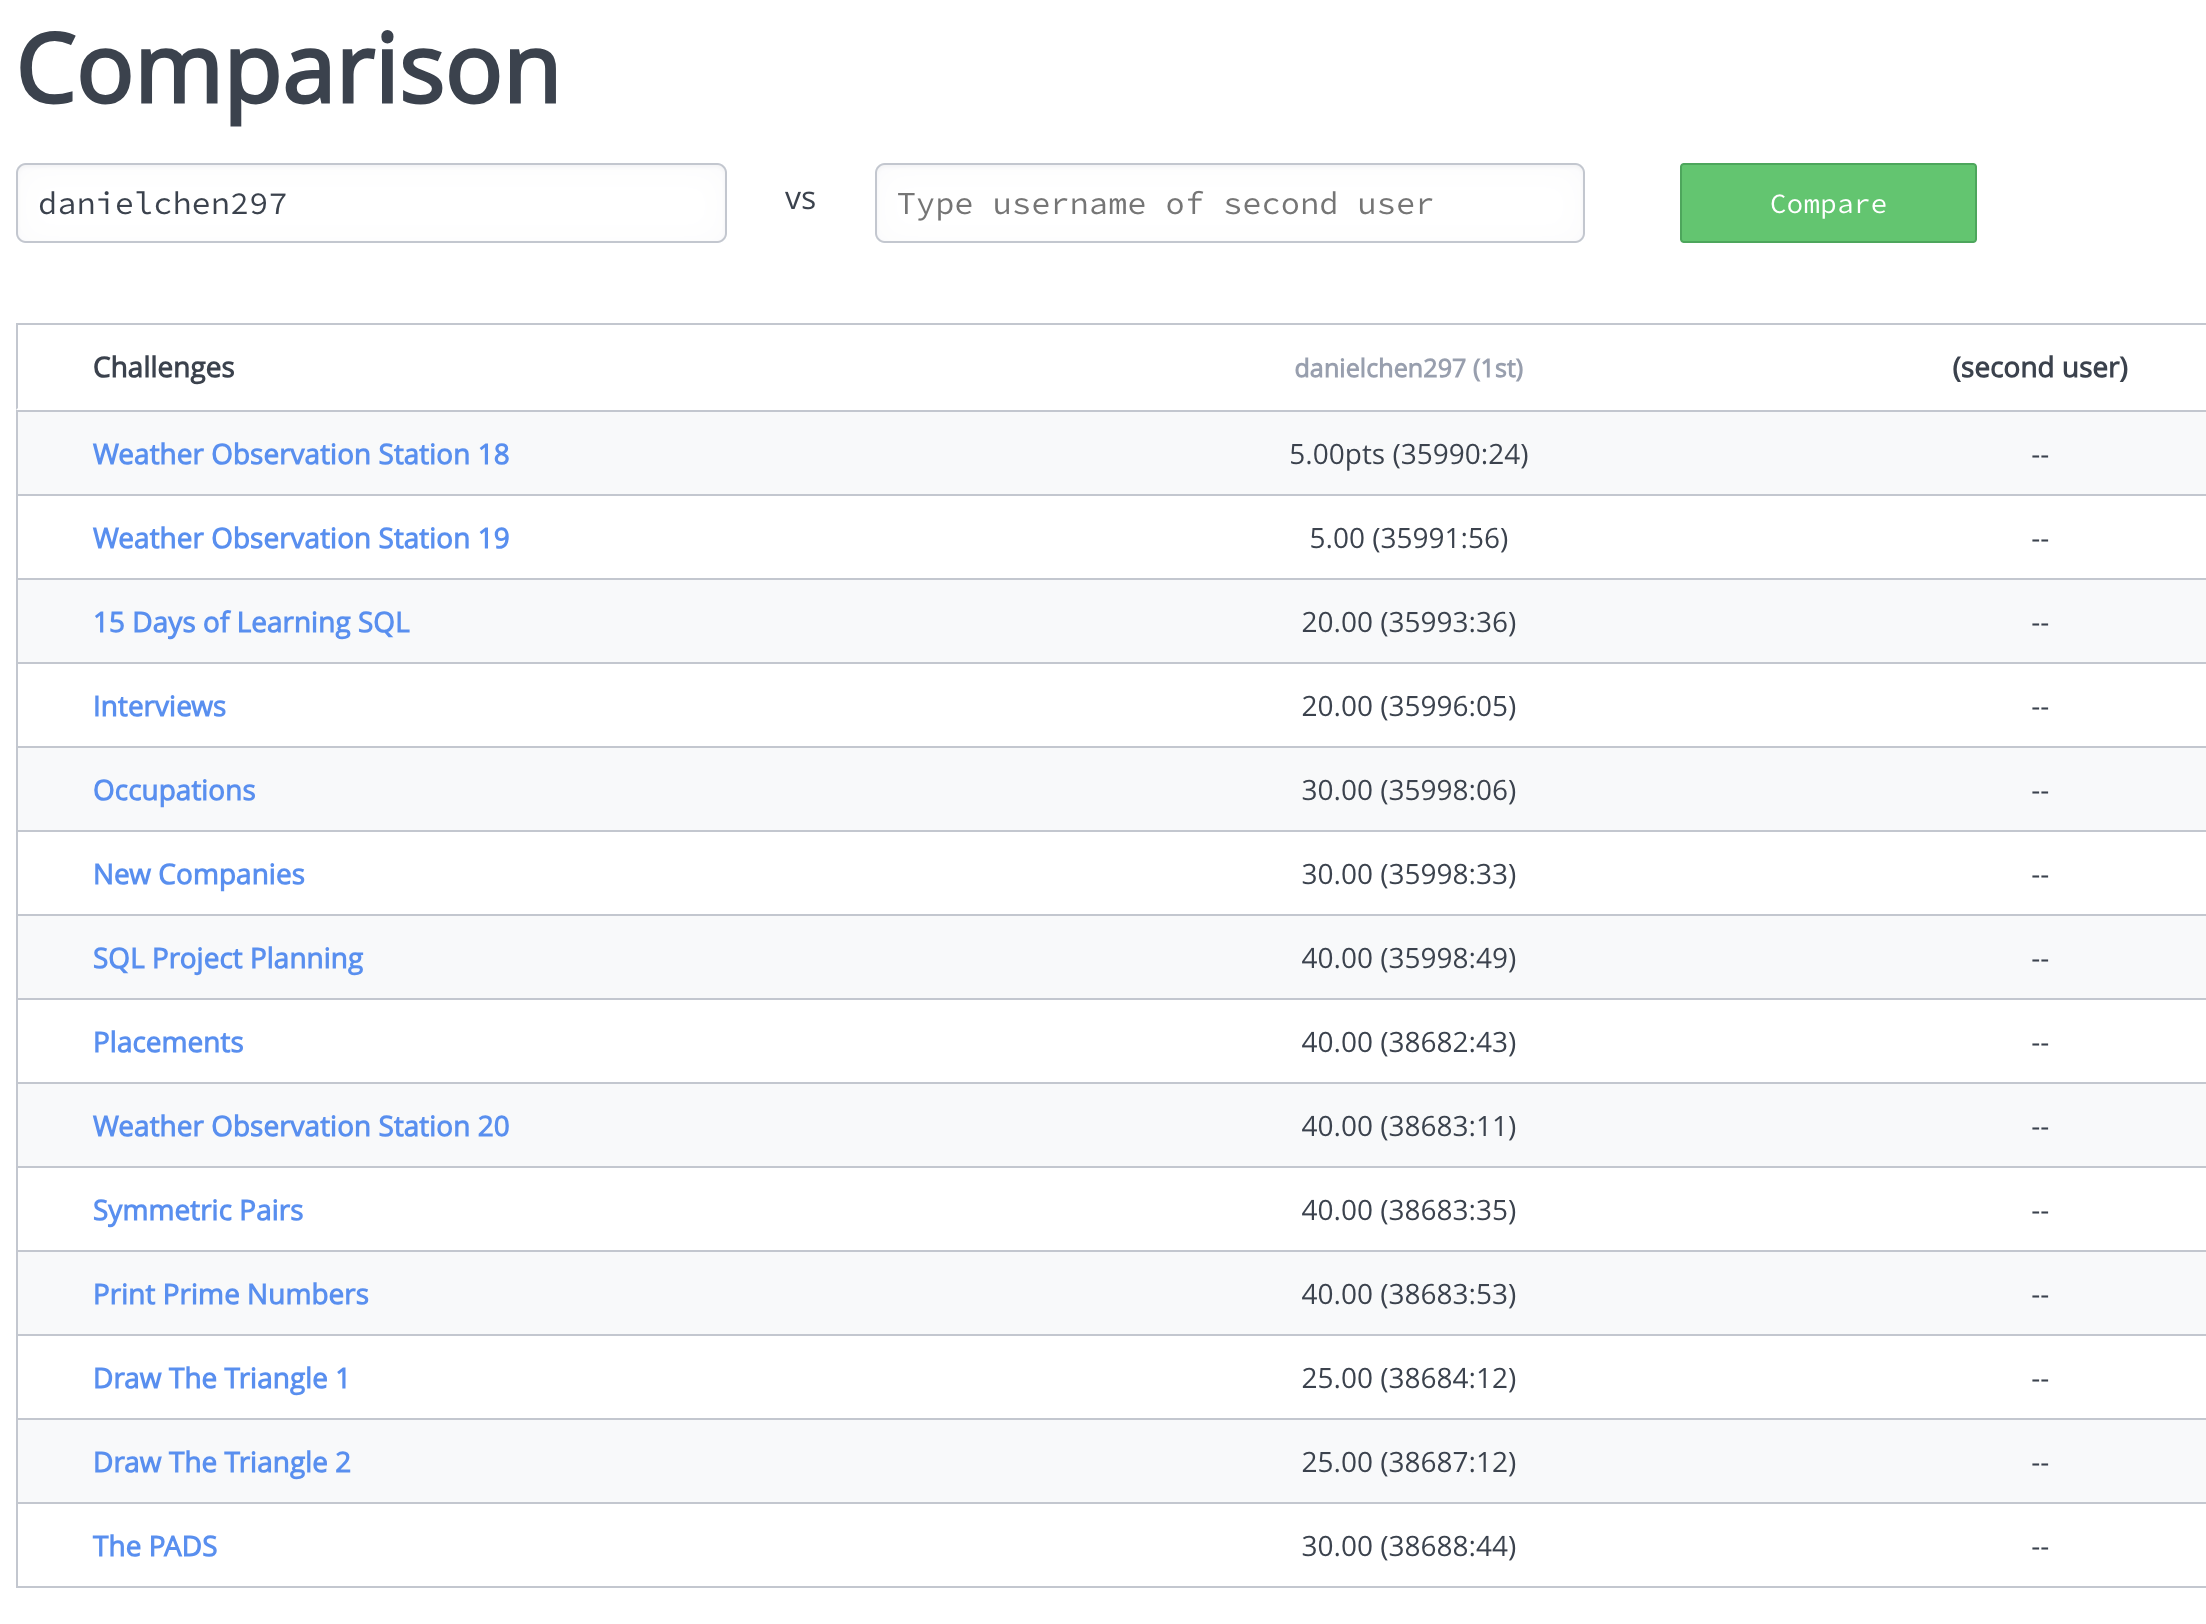 Comparison
danielchen297 vs Type username of second user Compare
Challenges danielchen297 (1st) (second user)
Weather Observation Station 18 5.00pts (35990:24) --
Weather Observation Station 19 5.00 (35991:56) --
15 Days of Learning SQL 20.00 (35993:36) --
Interviews 20.00 (35996:05) --
Occupations 30.00 (35998:06) --
New Companies 30.00 (35998:33) --
SQL Project Planning 40.00 (35998:49) --
Placements 40.00 (38682:43) --
Weather Observation Station 20 40.00 (38683:11) --
Symmetric Pairs 40.00 (38683:35) --
Print Prime Numbers 40.00 (38683:53) --
Draw The Triangle 1 25.00 (38684:12) --
Draw The Triangle 2 25.00 (38687:12) --
The PADS 30.00 (38688:44) --